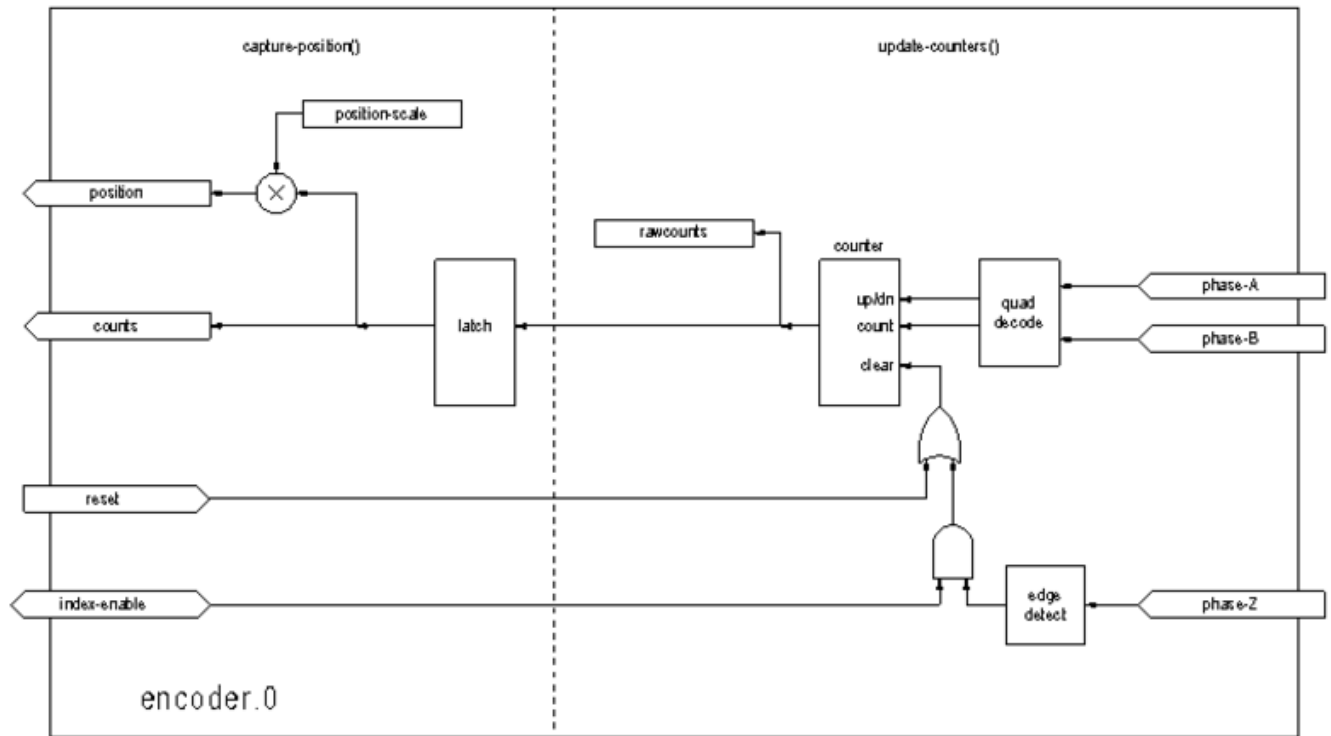 capture-position()
update-counters()
position-scale
position
rawcounts
counter
phase-A
up/dn
quad
decode
counts
latch
count
phase-B
clear
reset
index-enable
edge
detect
phase-Z
encoder.0